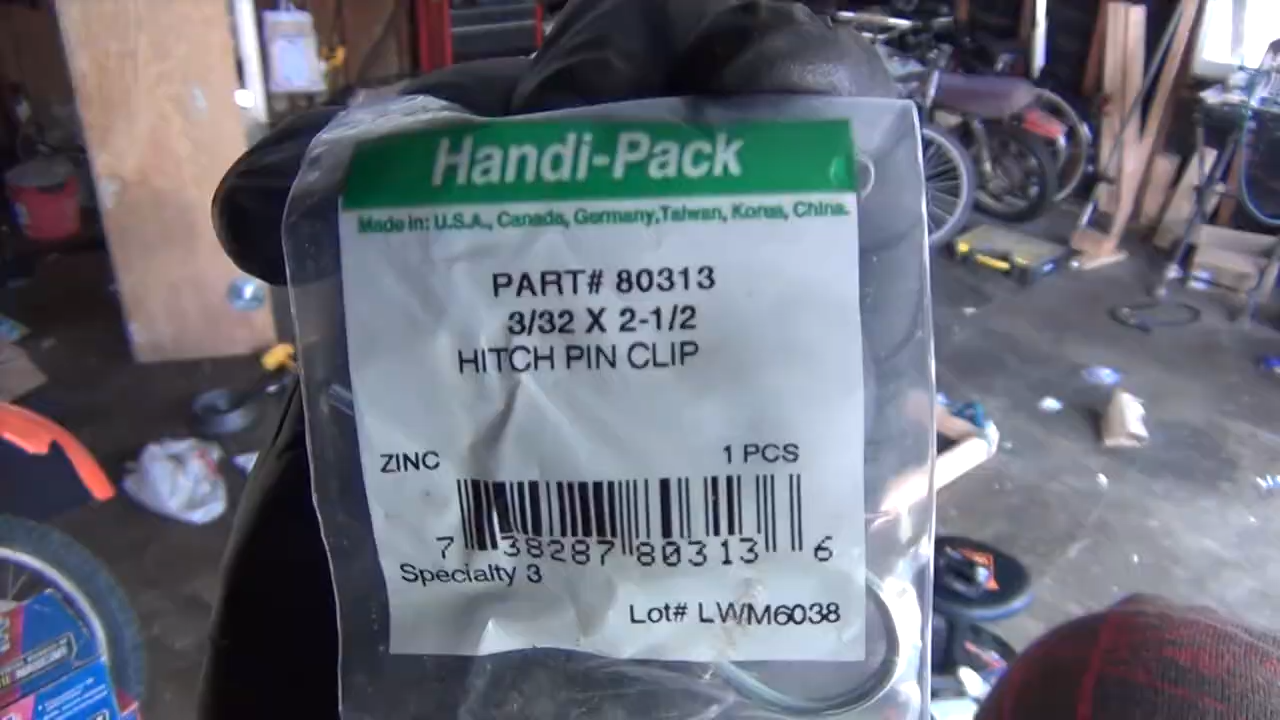 Handi-Pack
Made in: U.S.A., Canada, Germany, Taiwan, Korea, China.
PART# 80313
3/32 X 2-1/2
HITCH PIN CLIP
ZINC
1 PCS
7 38287 80313 6
Specialty 3
Lot# LWM6038